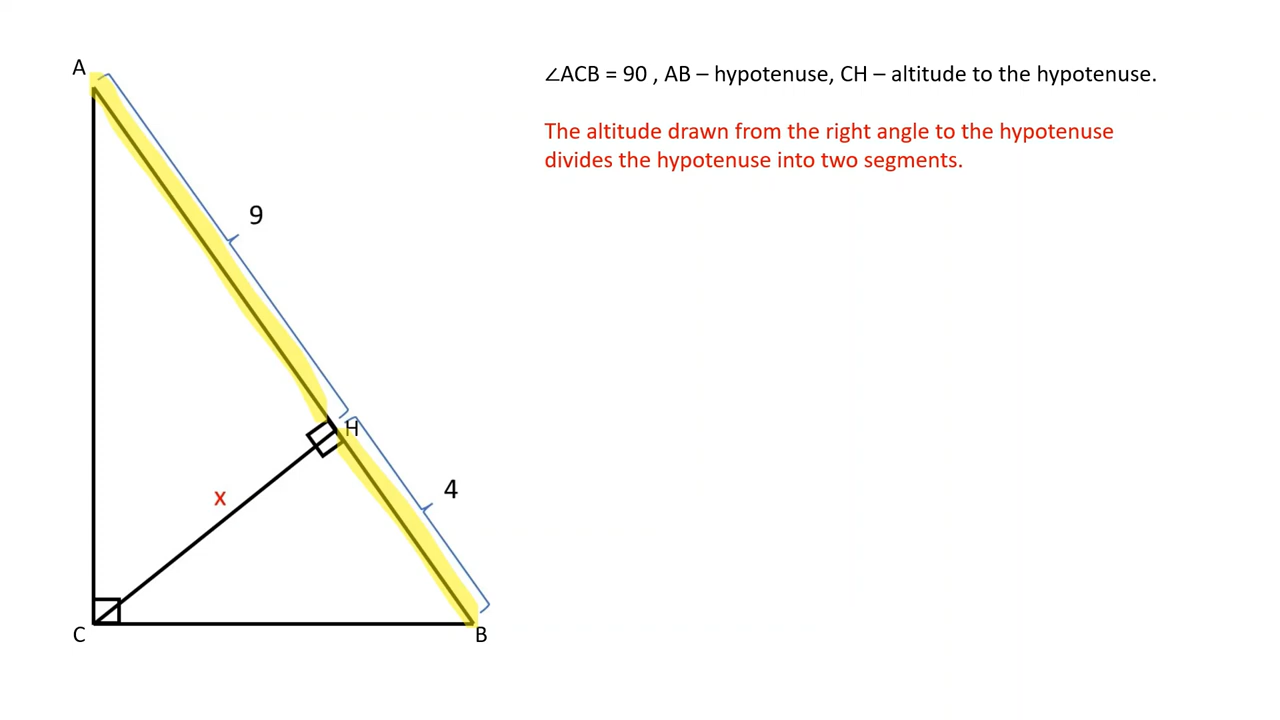 A
∠ACB = 90 , AB – hypotenuse, CH – altitude to the hypotenuse.
The altitude drawn from the right angle to the hypotenuse
divides the hypotenuse into two segments.
9
H
x
4
C
B